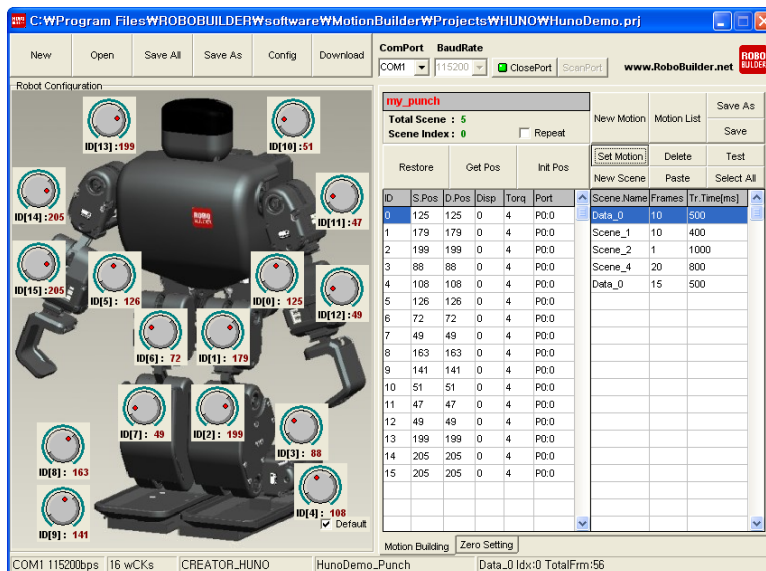 C:₩Program Files₩ROBOBUILDER₩software₩MotionBuilder₩Projects₩HUNO₩HunoDemo.prj
New Open Save All Save As Config Download
ComPort BaudRate
COM1 115200 ClosePort ScanPort www.RoboBuilder.net ROBO BUILDER
Robot Configuration
ID[13]:199
ID[10]:51
ID[14]:205
ROBO BUILDER
ID[11]:47
ID[15]:205
ID[5]: 126
ID[0]: 125
ID[12]:49
ID[6]: 72
ID[1]: 179
ID[7]: 49
ID[2]: 199
ID[3]: 88
ID[8]: 163
ID[4]: 108
Default
ID[9]: 141
my_punch
Total Scene : 5
Scene Index: 0 Repeat
New Motion Motion List Save As
Save
Restore Get Pos Init Pos
Set Motion Delete Test
New Scene Paste Select All
ID S.Pos D.Pos Disp Torq Port
0 125 125 0 4 P0:0
1 179 179 0 4 P0:0
2 199 199 0 4 P0:0
3 88 88 0 4 P0:0
4 108 108 0 4 P0:0
5 126 126 0 4 P0:0
6 72 72 0 4 P0:0
7 49 49 0 4 P0:0
8 163 163 0 4 P0:0
9 141 141 0 4 P0:0
10 51 51 0 4 P0:0
11 47 47 0 4 P0:0
12 49 49 0 4 P0:0
13 199 199 0 4 P0:0
14 205 205 0 4 P0:0
15 205 205 0 4 P0:0
Scene.Name Frames Tr.Time[ms]
Data_0 10 500
Scene_1 10 400
Scene_2 1 1000
Scene_4 20 800
Data_0 15 500
Motion Building Zero Setting
COM1 115200bps 16 wCKs CREATOR_HUNO HunoDemo_Punch Data_0 Idx:0 TotalFrm:56